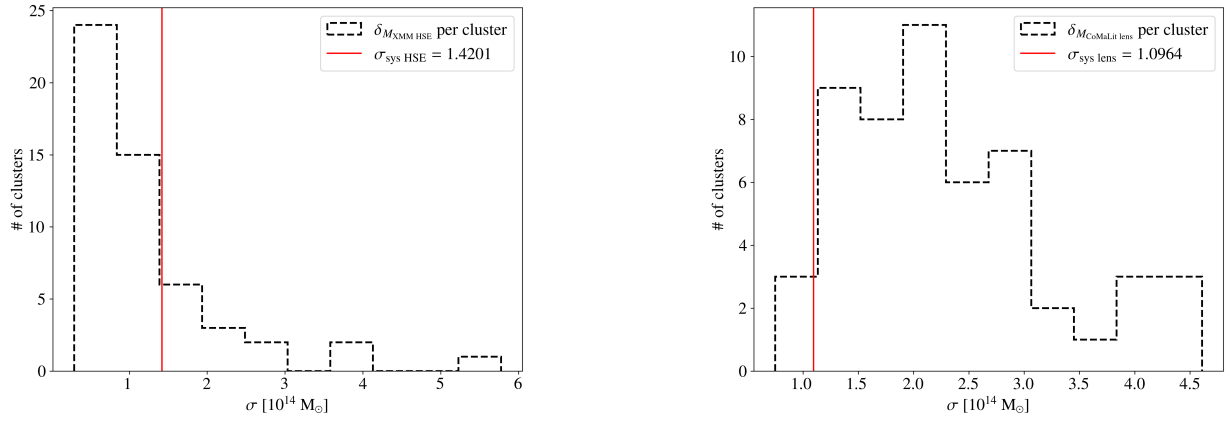 25
20
15
10
5
0
# of clusters
δ_{M_{XMM HSE}} per cluster
σ_{sys HSE} = 1.4201
1 2 3 4 5 6
σ [10^{14} M_⊙]
10
8
6
4
2
0
# of clusters
δ_{M_{CoMaLit lens}} per cluster
σ_{sys lens} = 1.0964
1.0 1.5 2.0 2.5 3.0 3.5 4.0 4.5
σ [10^{14} M_⊙]